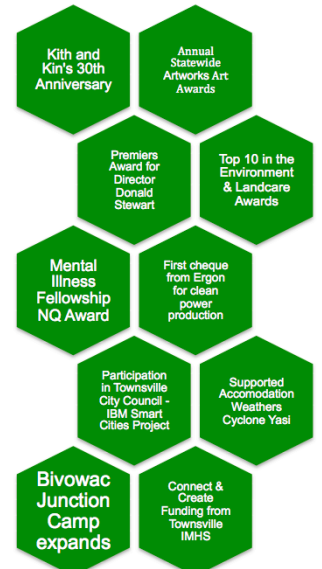 Kith and
Kin's 30th
Anniversary
Annual
Statewide
Artworks Art
Awards
Premiers
Award for
Director
Donald
Stewart
Top 10 in the
Environment
& Landcare
Awards
Mental
Illness
Fellowship
NQ Award
First cheque
from Ergon
for clean
power
production
Participation
in Townsville
City Council -
IBM Smart
Cities Project
Supported
Accomodation
Weathers
Cyclone Yasi
Bivowac
Junction
Camp
expands
Connect &
Create
Funding from
Townsville
IMHS